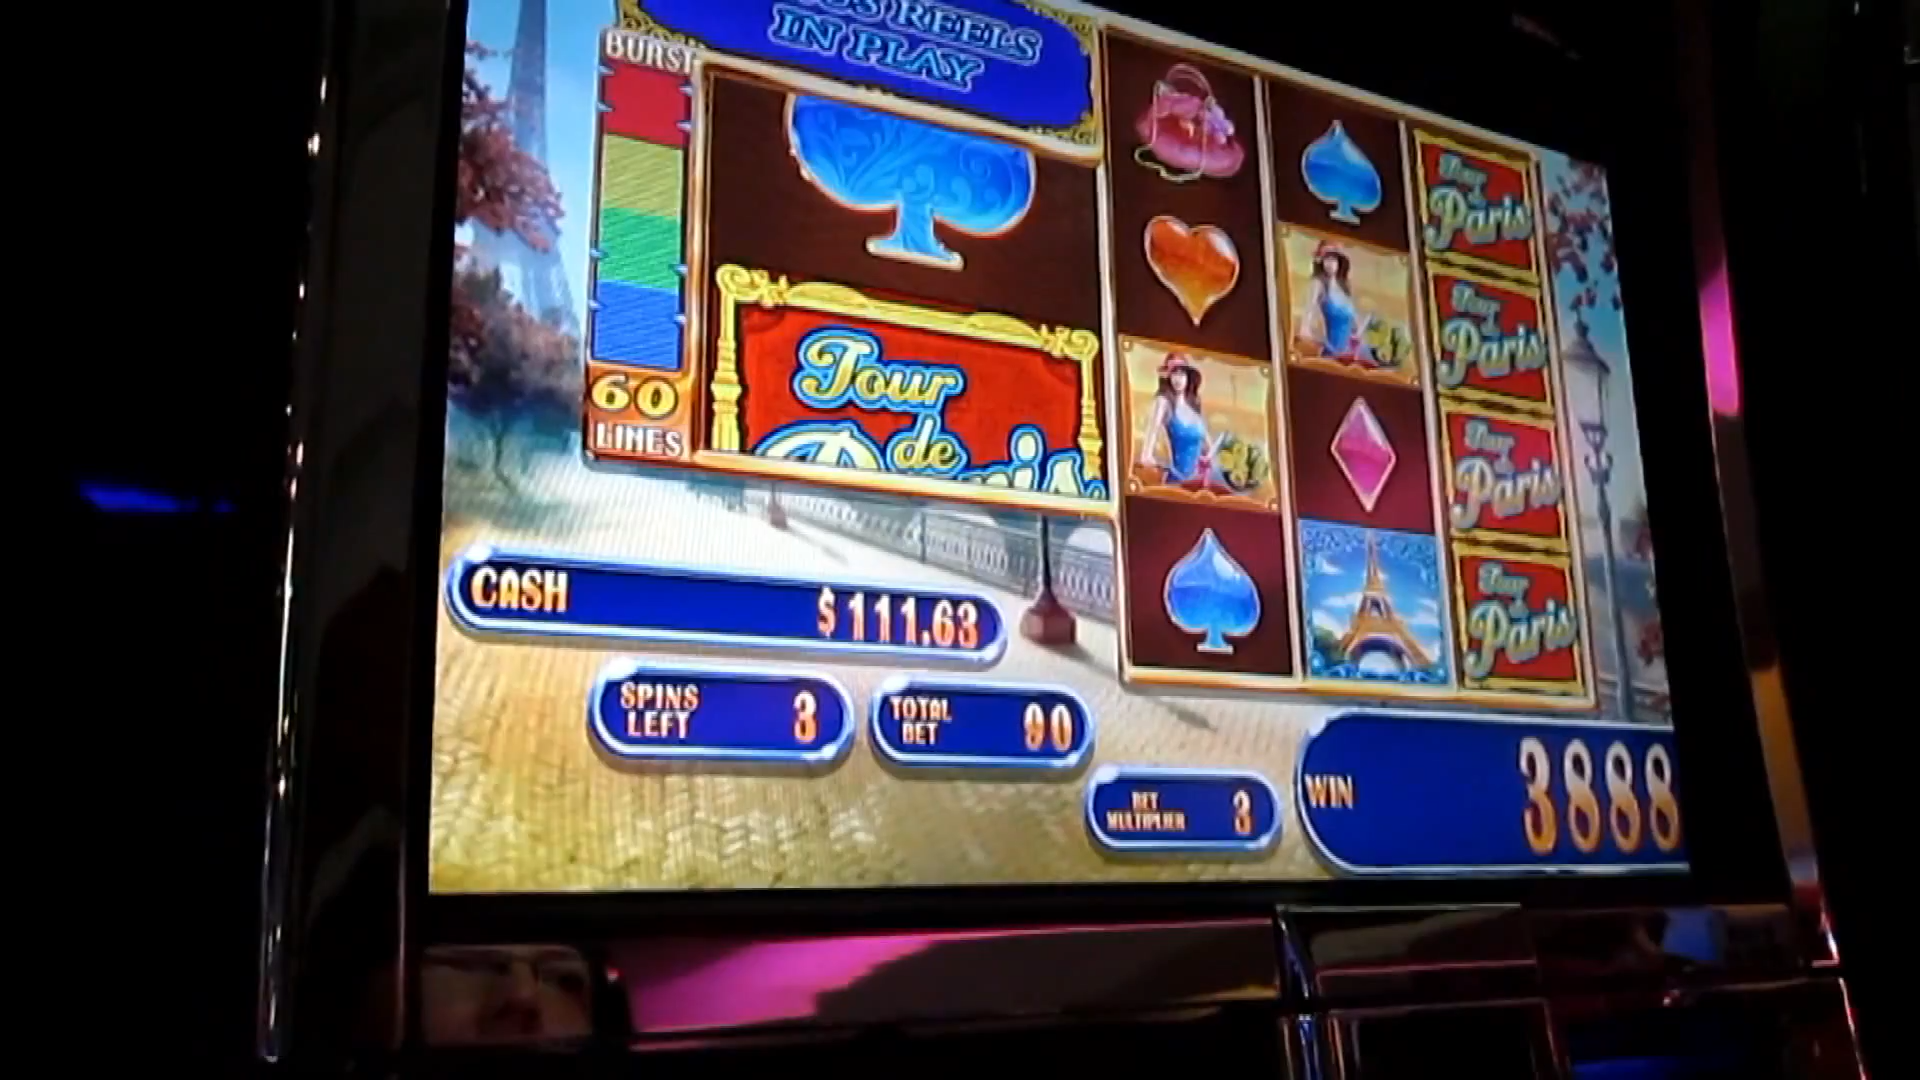 REELS
IN PLAY
BURST
60
LINES
Tour
de
Paris
Tour
de
Paris
Tour
de
Paris
Tour
de
Paris
Tour
de
Paris
CASH $111.63
SPINS
LEFT 3
TOTAL
BET 90
BET
MULTIPLIER 3
WIN 3888